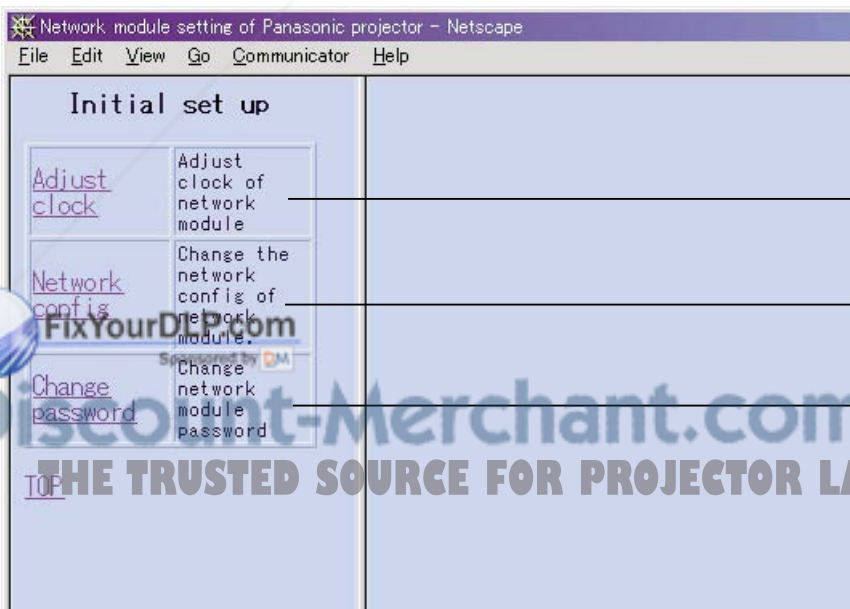 Network module setting of Panasonic projector - Netscape
File Edit View Go Communicator Help
Initial set up
Adjust
clock
Adjust
clock of
network
module
Network
config
Change the
network
config of
network
module.
FixYourDLP.com
Sponsored by DM
Change
password
Change
network
module
password
Discount-Merchant.com
THE TRUSTED SOURCE FOR PROJECTOR LA
TOP